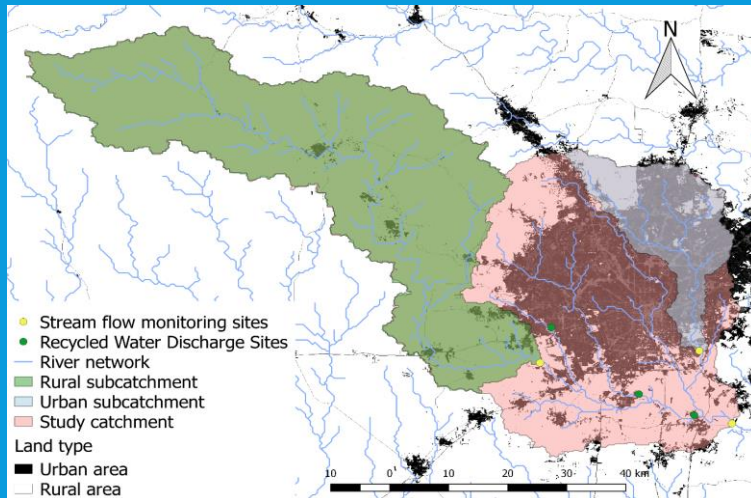 N
Stream flow monitoring sites
Recycled Water Discharge Sites
River network
Rural subcatchment
Urban subcatchment
Study catchment
Land type
Urban area
Rural area
10 0 10 20 30 40 km